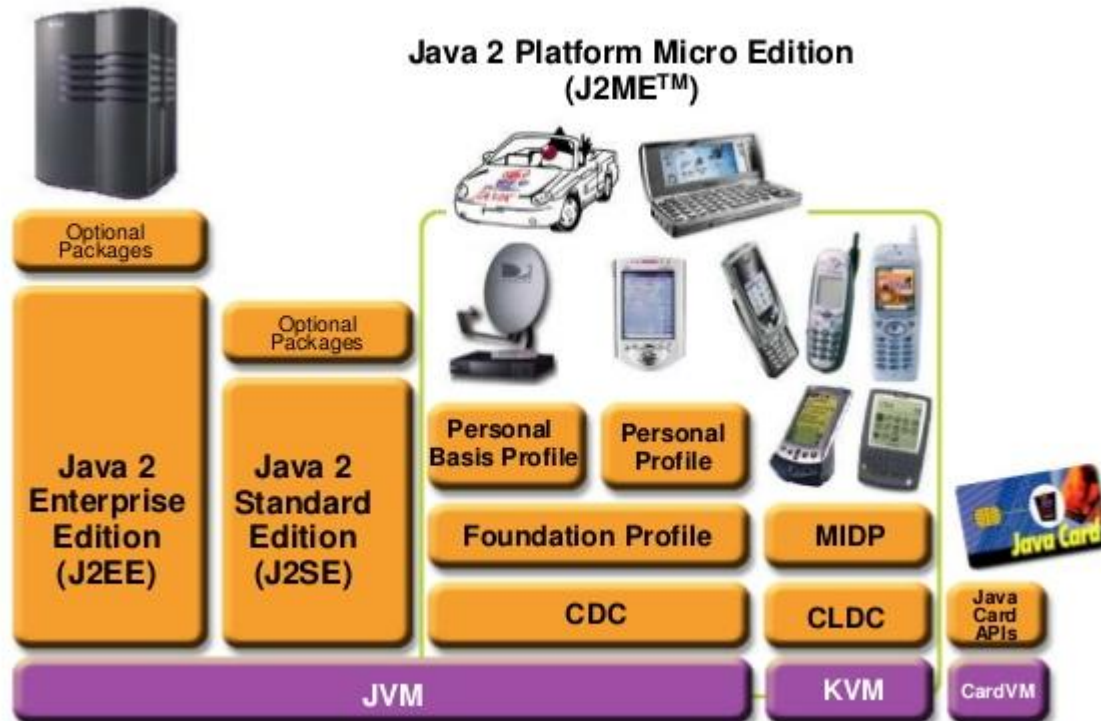 Java 2 Platform Micro Edition
(J2ME™)
Optional
Packages
Optional
Packages
Java 2
Enterprise
Edition
(J2EE)
Java 2
Standard
Edition
(J2SE)
Personal
Basis Profile
Personal
Profile
Foundation Profile
MIDP
CDC
CLDC
Java Card
Java
Card
APIs
JVM
KVM
CardVM